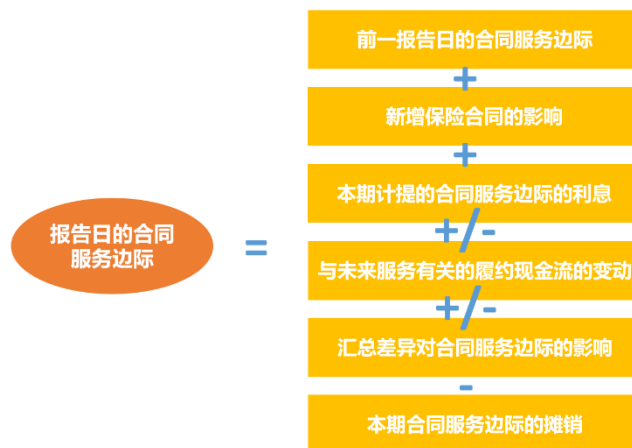 前一报告日的合同服务边际
+
新增保险合同的影响
+
本期计提的合同服务边际的利息
+/-
报告日的合同
服务边际
=
与未来服务有关的履约现金流的变动
+/-
汇总差异对合同服务边际的影响
-
本期合同服务边际的摊销